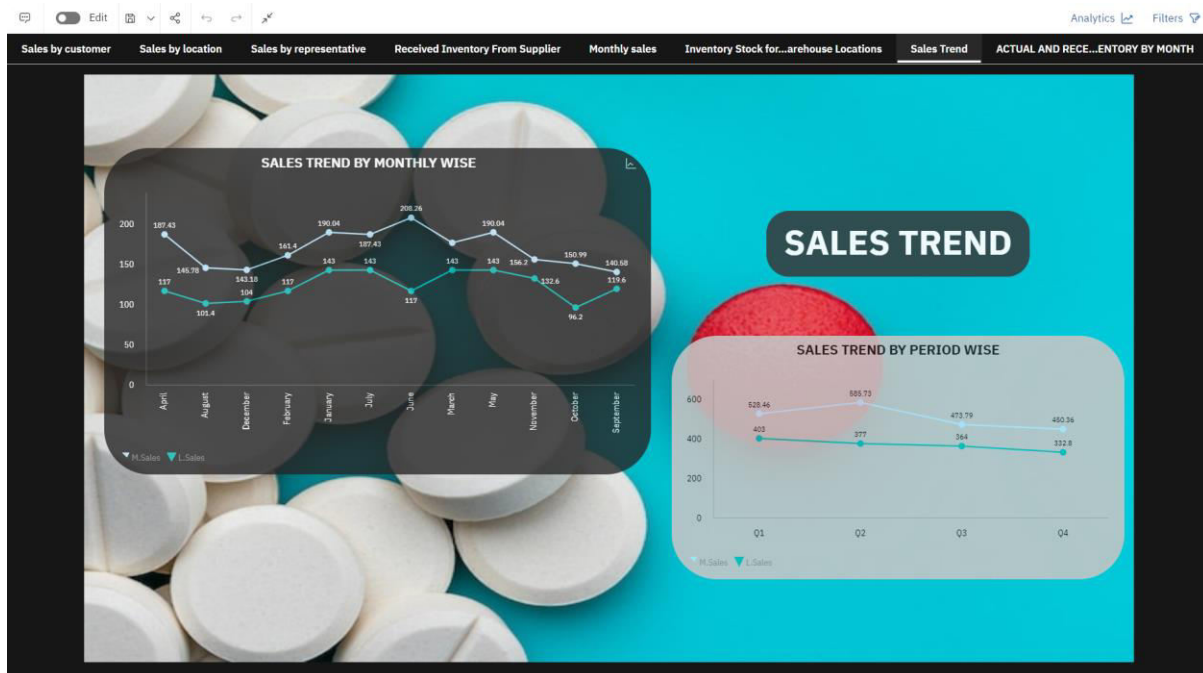 Edit
Analytics
Filters
Sales by customer
Sales by location
Sales by representative
Received Inventory From Supplier
Monthly sales
Inventory Stock for...arehouse Locations
Sales Trend
ACTUAL AND RECE...ENTORY BY MONTH
SALES TREND BY MONTHLY WISE
200
150
100
50
0
187.43
145.78
143.18
161.4
190.04
187.43
208.26
190.04
156.2
150.99
140.58
117
101.4
104
117
143
143
117
143
143
132.6
96.2
119.6
April
August
December
February
January
July
June
March
May
November
October
September
M.Sales
L.Sales
SALES TREND
SALES TREND BY PERIOD WISE
600
400
200
0
528.46
585.73
473.79
450.36
403
377
364
332.8
Q1
Q2
Q3
Q4
M.Sales
L.Sales